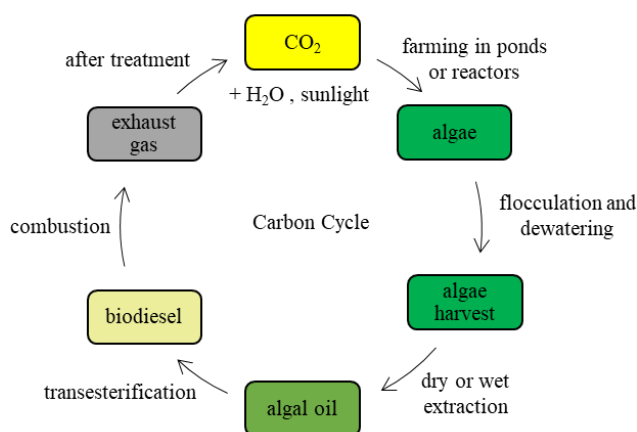 CO₂
+ H₂O , sunlight
farming in ponds
or reactors
algae
flocculation and
dewatering
algae
harvest
dry or wet
extraction
algal oil
transesterification
biodiesel
combustion
exhaust
gas
after treatment
Carbon Cycle